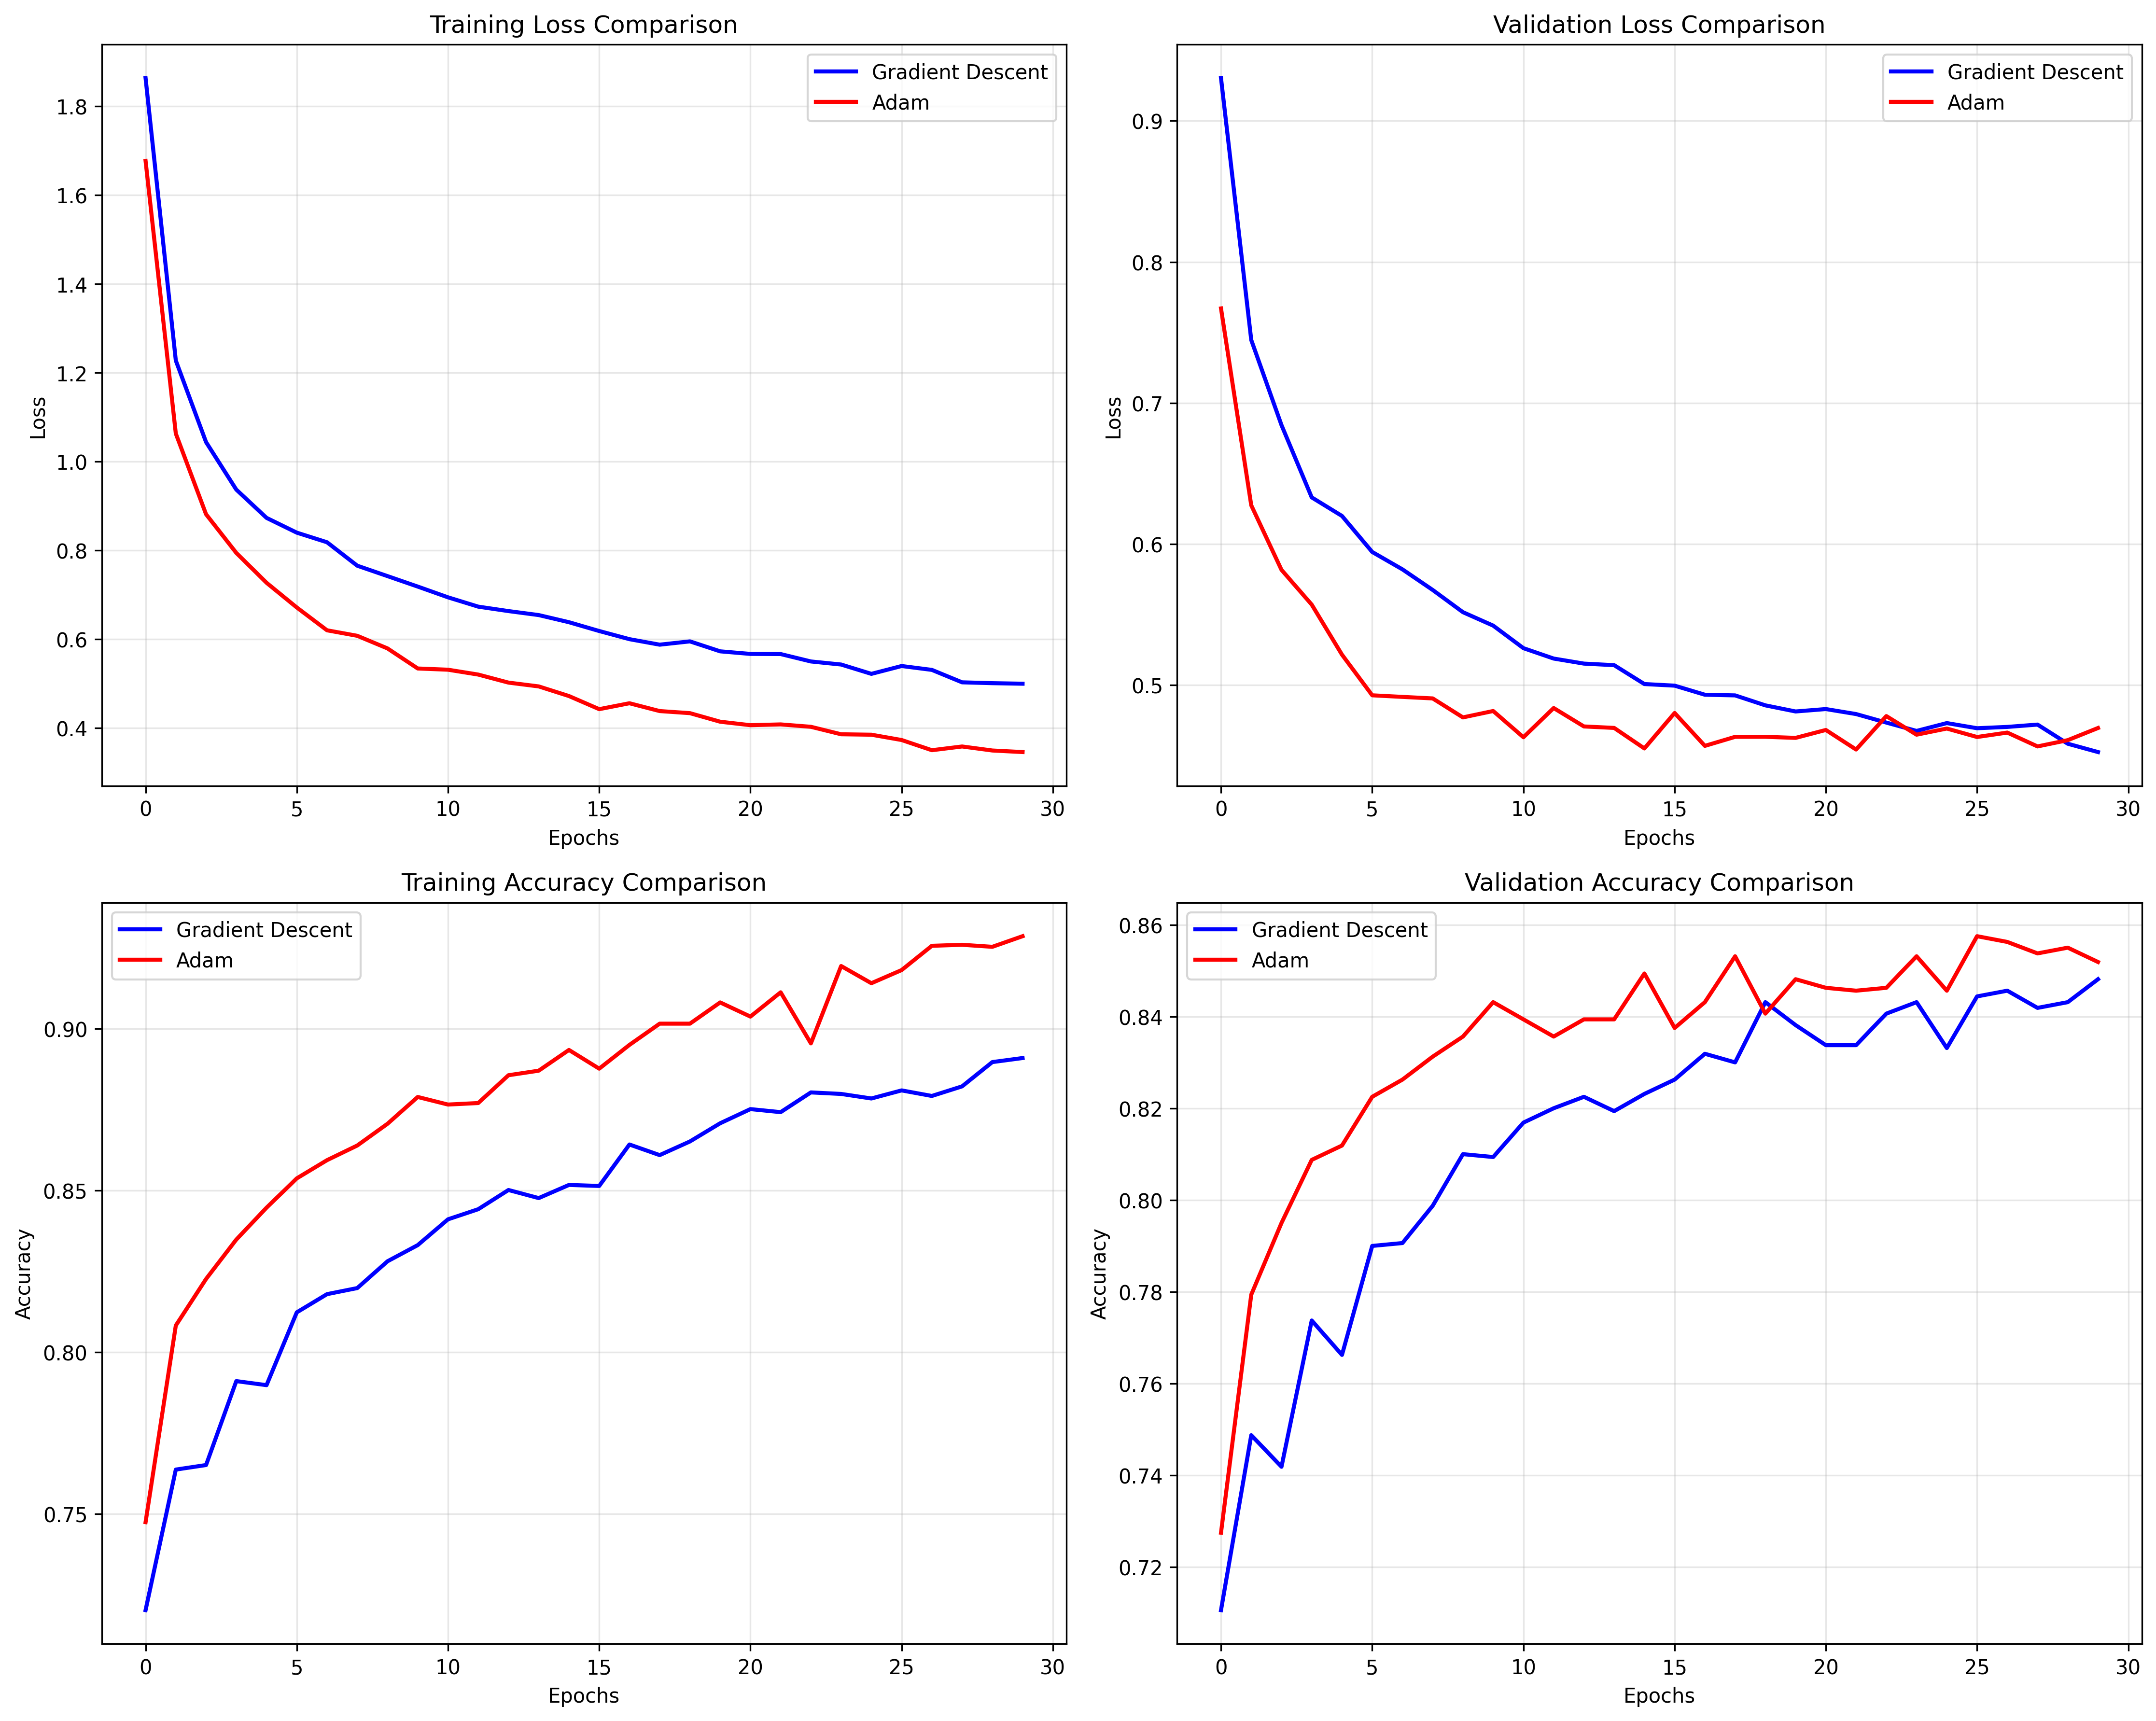 Training Loss Comparison
Gradient Descent
Adam
1.8
1.6
1.4
1.2
1.0
0.8
0.6
0.4
Loss
0 5 10 15 20 25 30
Epochs
Validation Loss Comparison
Gradient Descent
Adam
0.9
0.8
0.7
0.6
0.5
Loss
0 5 10 15 20 25 30
Epochs
Training Accuracy Comparison
Gradient Descent
Adam
0.90
0.85
0.80
0.75
Accuracy
0 5 10 15 20 25 30
Epochs
Validation Accuracy Comparison
Gradient Descent
Adam
0.86
0.84
0.82
0.80
0.78
0.76
0.74
0.72
Accuracy
0 5 10 15 20 25 30
Epochs